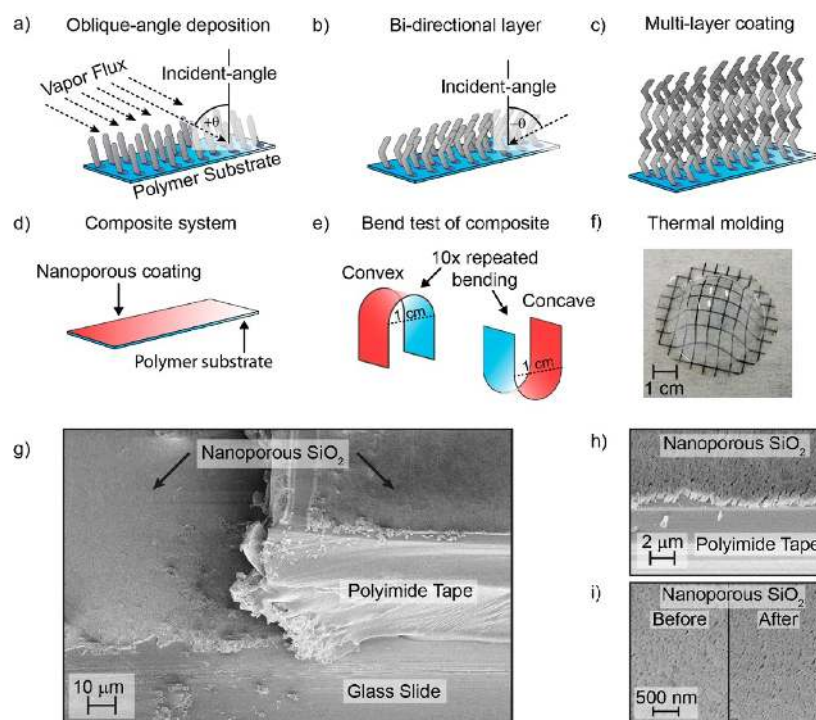 a) Oblique-angle deposition
Vapor Flux
Incident-angle
+θ
Polymer Substrate
b) Bi-directional layer
Incident-angle
-θ
c) Multi-layer coating
d) Composite system
Nanoporous coating
Polymer substrate
e) Bend test of composite
Convex
10x repeated
bending
Concave
1 cm
1 cm
f) Thermal molding
1 cm
g)
Nanoporous SiO₂
Polyimide Tape
Glass Slide
10 μm
h)
Nanoporous SiO₂
2 μm
Polyimide Tape
i)
Nanoporous SiO₂
Before After
500 nm